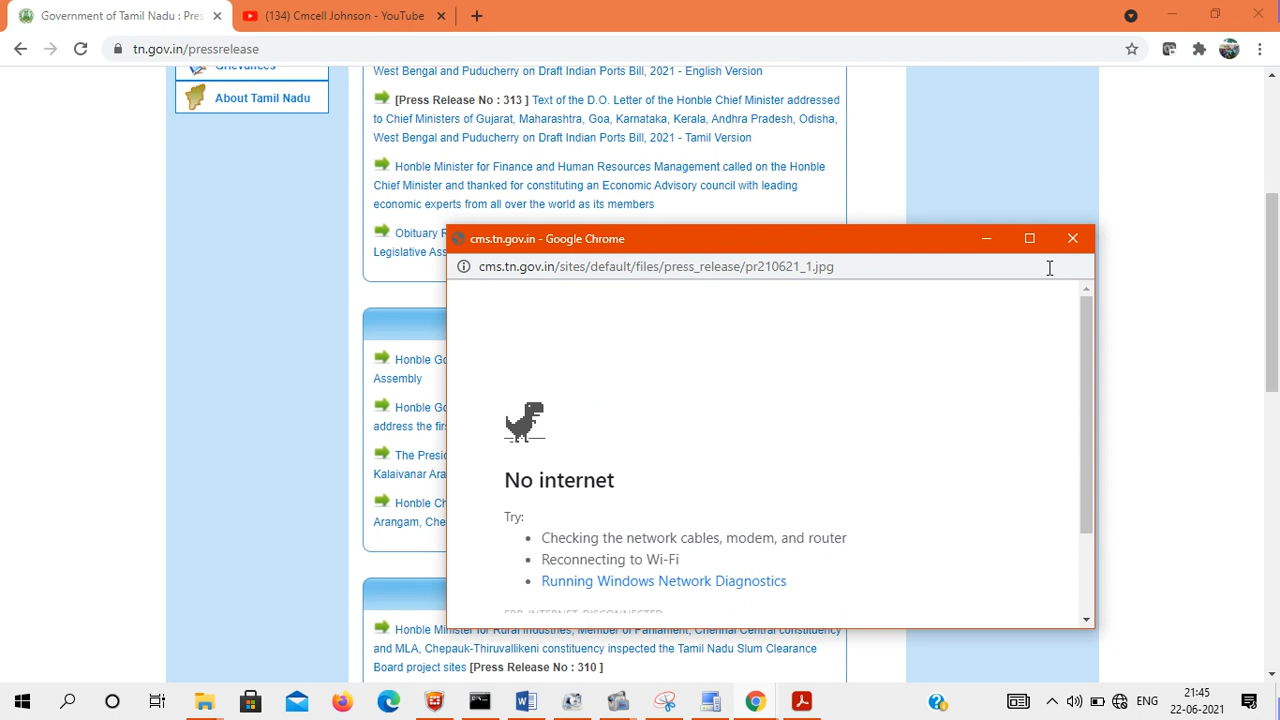 Government of Tamil Nadu : Pres
(134) Cmcell Johnson - YouTube
tn.gov.in/pressrelease
Grievances
About Tamil Nadu
West Bengal and Puducherry on Draft Indian Ports Bill, 2021 - English Version
[Press Release No : 313 ] Text of the D.O. Letter of the Honble Chief Minister addressed
to Chief Ministers of Gujarat, Maharashtra, Goa, Karnataka, Kerala, Andhra Pradesh, Odisha,
West Bengal and Puducherry on Draft Indian Ports Bill, 2021 - Tamil Version
Honble Minister for Finance and Human Resources Management called on the Honble
Chief Minister and thanked for constituting an Economic Advisory council with leading
economic experts from all over the world as its members
Obituary R
Legislative Ass
cms.tn.gov.in - Google Chrome
cms.tn.gov.in/sites/default/files/press_release/pr210621_1.jpg
Honble Go
Assembly
Honble Go
address the firs
The Presi
Kalaivanar Ara
Honble Ch
Arangam, Che
No internet
Try:
• Checking the network cables, modem, and router
• Reconnecting to Wi-Fi
• Running Windows Network Diagnostics
ERR_INTERNET_DISCONNECTED
Honble Minister for Rural Industries, Member of Parliament, Chennai Central constituency
and MLA, Chepauk-Thiruvallikeni constituency inspected the Tamil Nadu Slum Clearance
Board project sites [Press Release No : 310 ]
ENG
21:45
22-06-2021